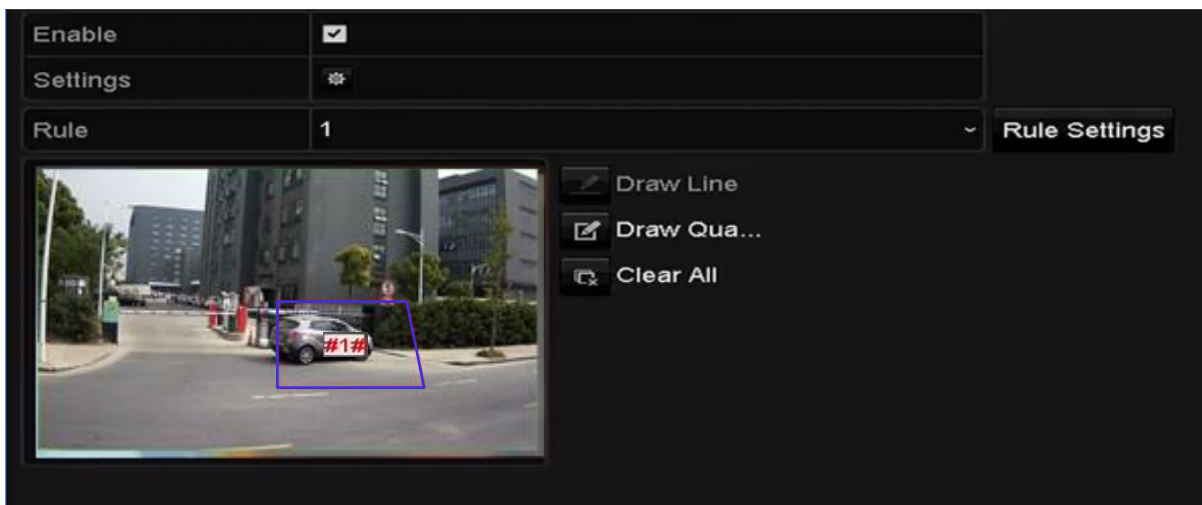 Enable
Settings
Rule 1 Rule Settings
Draw Line
Draw Qua...
Clear All
#1#